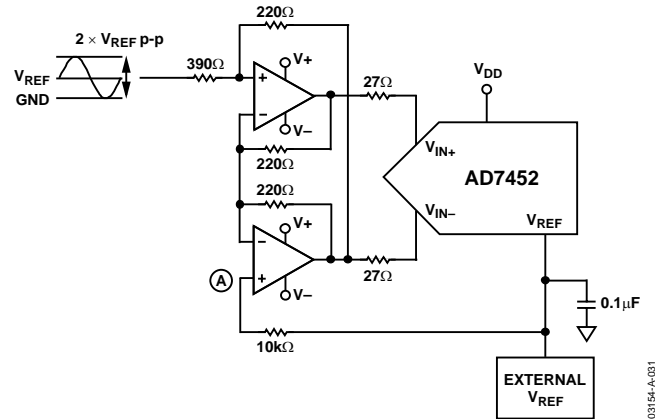 2 × VREF p-p
VREF
GND
390Ω
220Ω
V+
+
–
V–
220Ω
220Ω
V+
–
+
V–
A
10kΩ
27Ω
27Ω
VDD
VIN+
AD7452
VIN–
VREF
0.1μF
EXTERNAL
VREF
03154-A-031